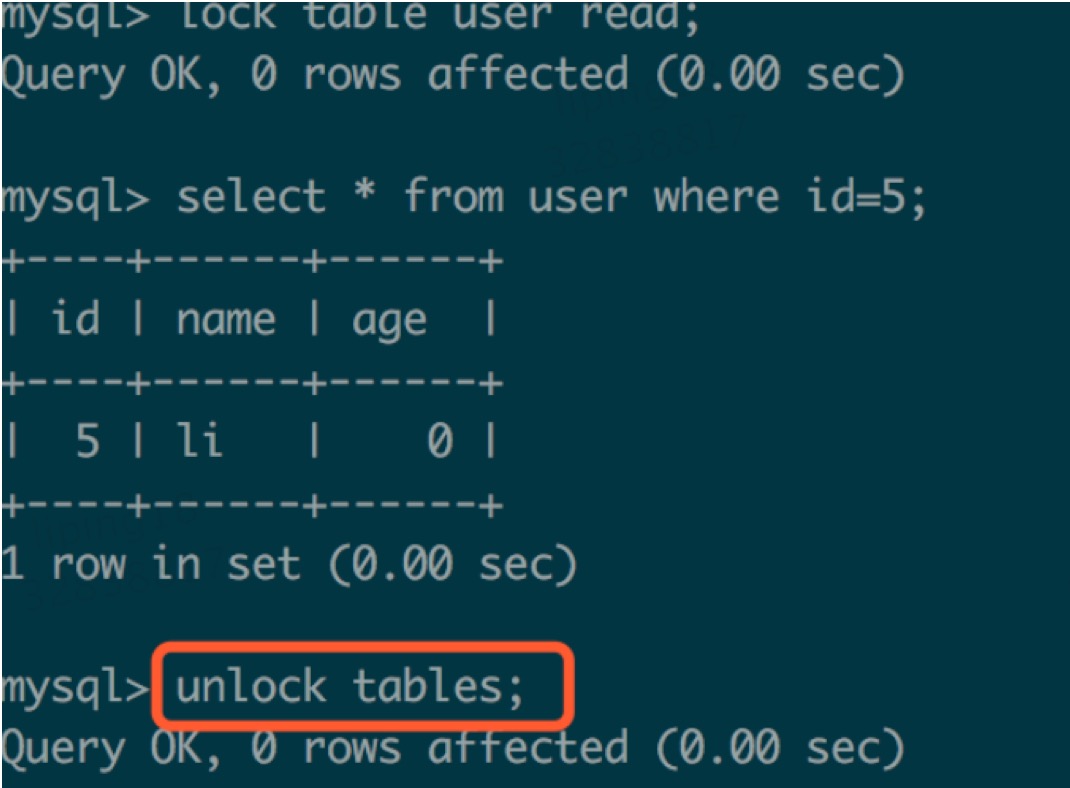 mysql> lock table user read;
Query OK, 0 rows affected (0.00 sec)
mysql> select * from user where id=5;
+----+------+------+
| id | name | age  |
+----+------+------+
|  5 | li   |    0 |
+----+------+------+
1 row in set (0.00 sec)
mysql> unlock tables;
Query OK, 0 rows affected (0.00 sec)